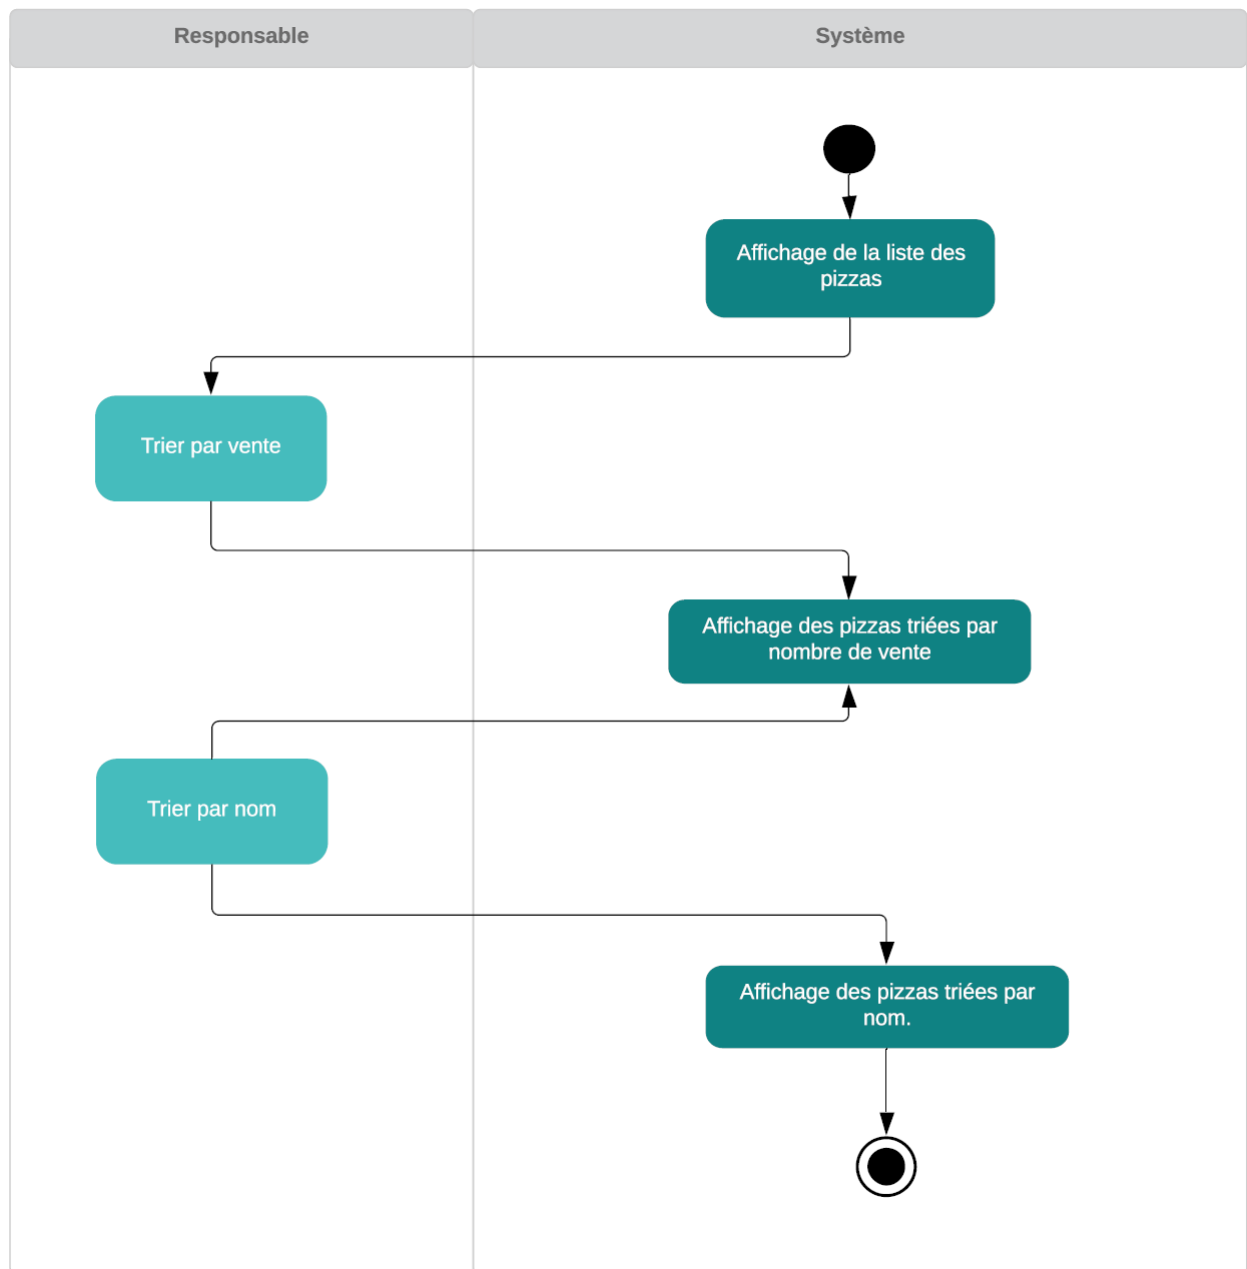 Responsable
Système
Affichage de la liste des
pizzas
Trier par vente
Affichage des pizzas triées par
nombre de vente
Trier par nom
Affichage des pizzas triées par
nom.